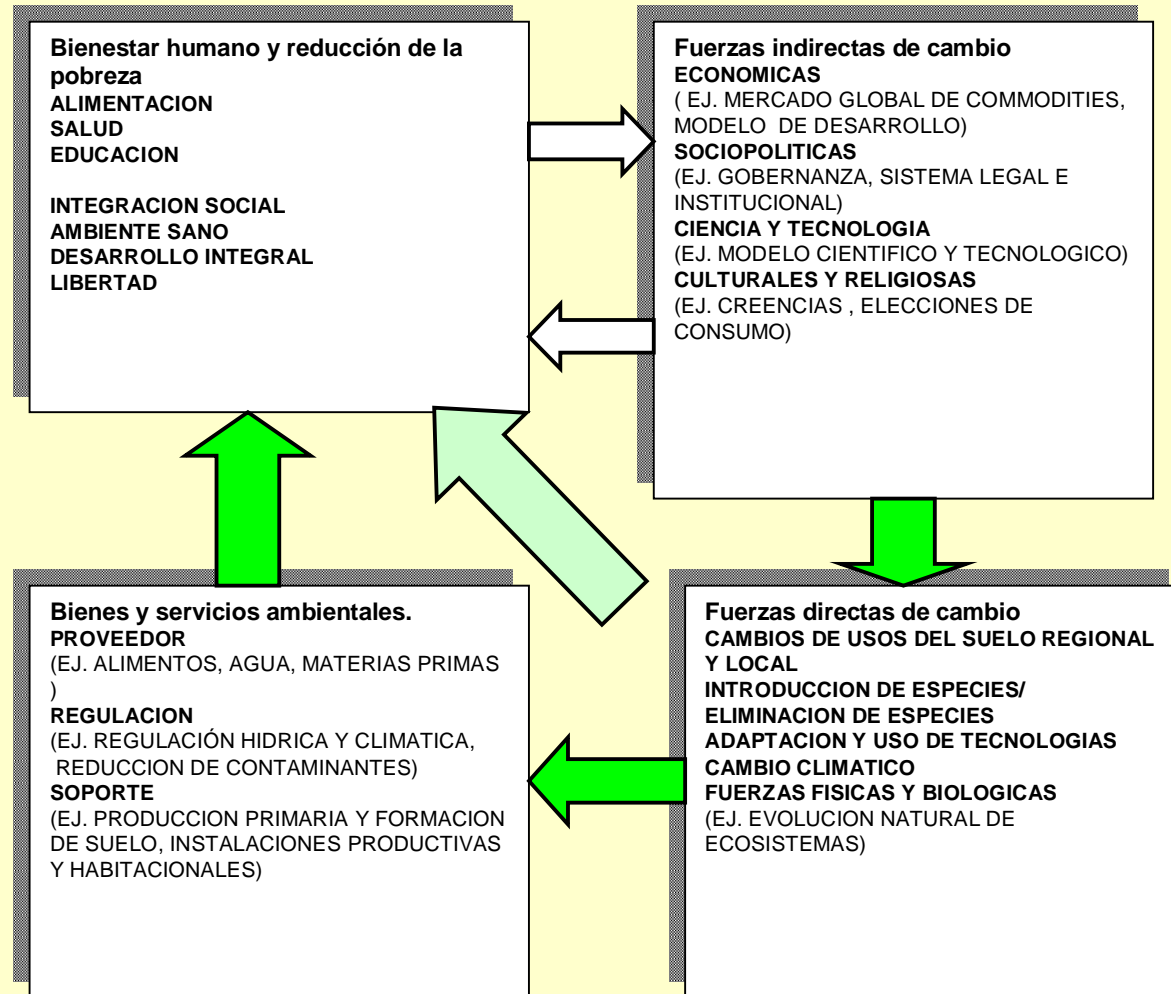 Bienestar humano y reducción de la
pobreza
ALIMENTACION
SALUD
EDUCACION
INTEGRACION SOCIAL
AMBIENTE SANO
DESARROLLO INTEGRAL
LIBERTAD
Fuerzas indirectas de cambio
ECONOMICAS
( EJ. MERCADO GLOBAL DE COMMODITIES,
MODELO DE DESARROLLO)
SOCIOPOLITICAS
(EJ. GOBERNANZA, SISTEMA LEGAL E
INSTITUCIONAL)
CIENCIA Y TECNOLOGIA
(EJ. MODELO CIENTIFICO Y TECNOLOGICO)
CULTURALES Y RELIGIOSAS
(EJ. CREENCIAS , ELECCIONES DE
CONSUMO)
Bienes y servicios ambientales.
PROVEEDOR
(EJ. ALIMENTOS, AGUA, MATERIAS PRIMAS
)
REGULACION
(EJ. REGULACIÓN HIDRICA Y CLIMATICA,
REDUCCION DE CONTAMINANTES)
SOPORTE
(EJ. PRODUCCION PRIMARIA Y FORMACION
DE SUELO, INSTALACIONES PRODUCTIVAS
Y HABITACIONALES)
Fuerzas directas de cambio
CAMBIOS DE USOS DEL SUELO REGIONAL
Y LOCAL
INTRODUCCION DE ESPECIES/
ELIMINACION DE ESPECIES
ADAPTACION Y USO DE TECNOLOGIAS
CAMBIO CLIMATICO
FUERZAS FISICAS Y BIOLOGICAS
(EJ. EVOLUCION NATURAL DE
ECOSISTEMAS)